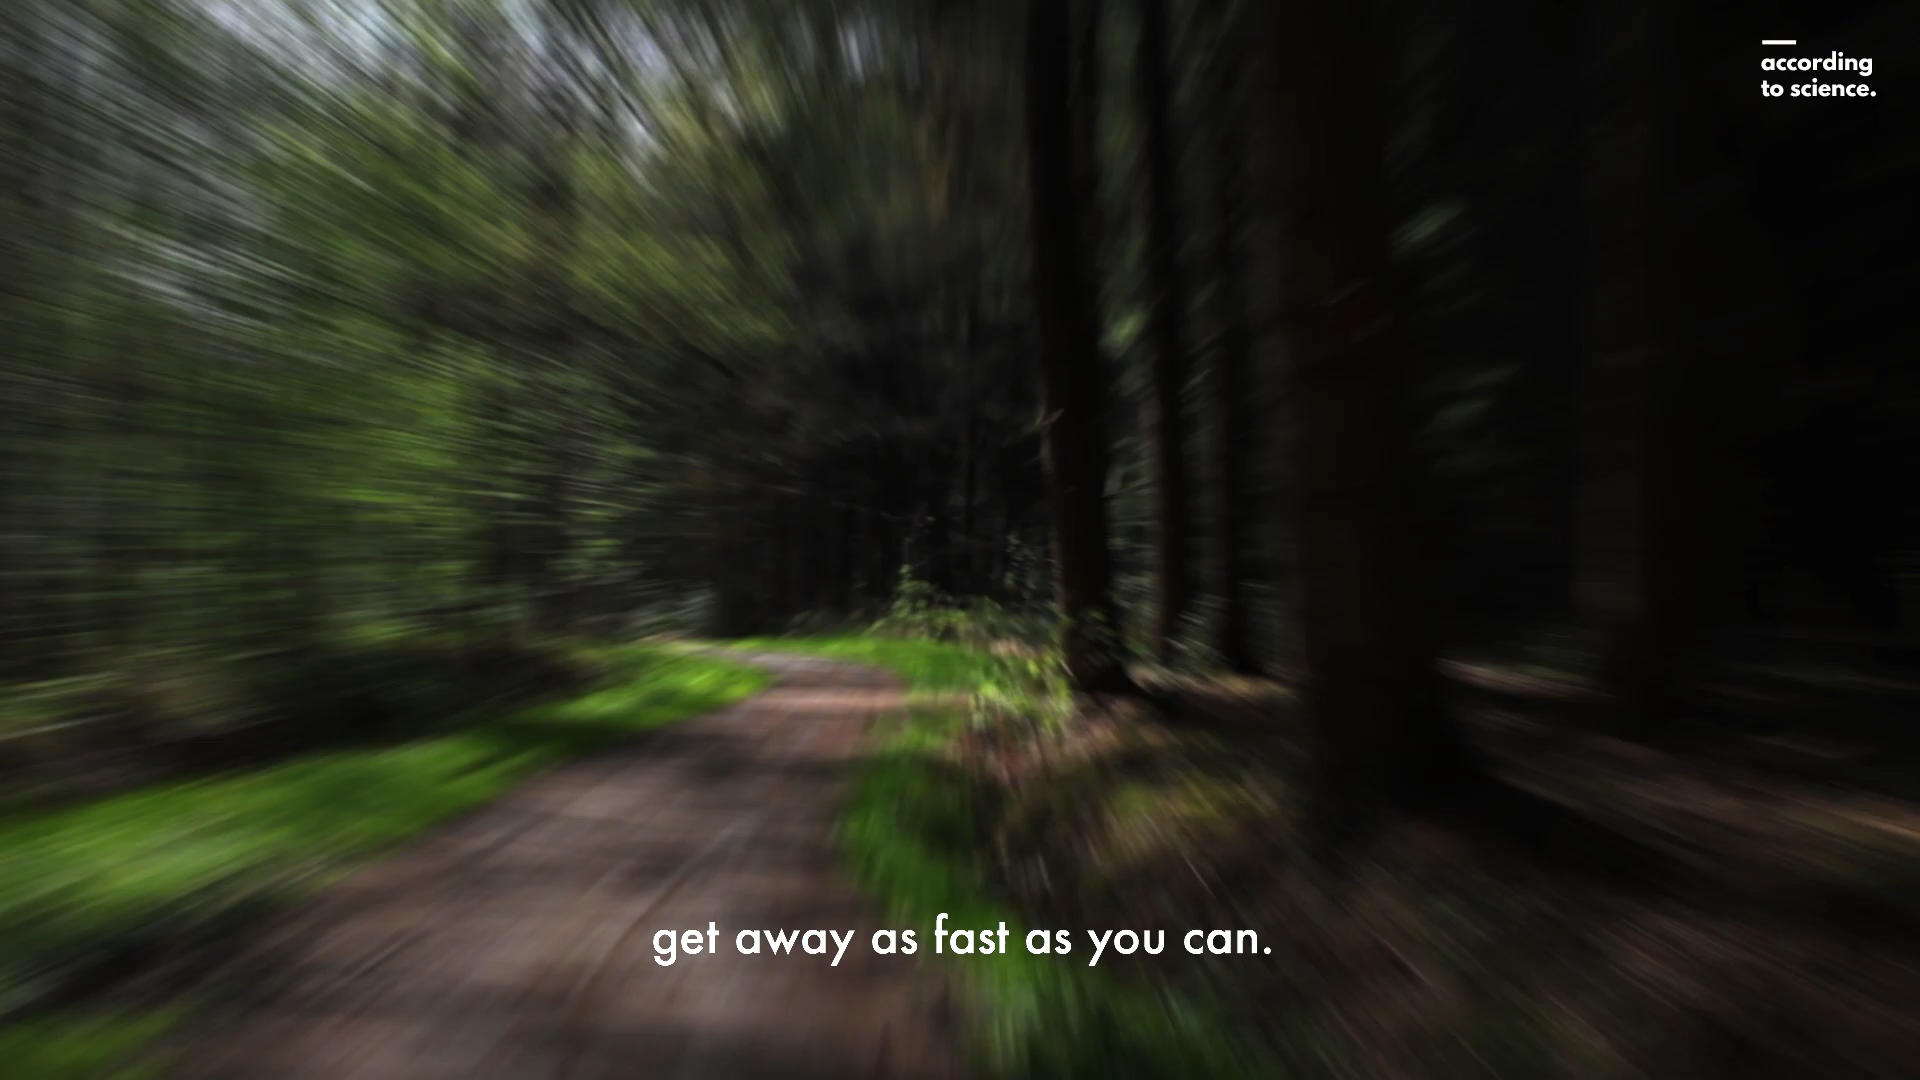 according
to science.
get away as fast as you can.